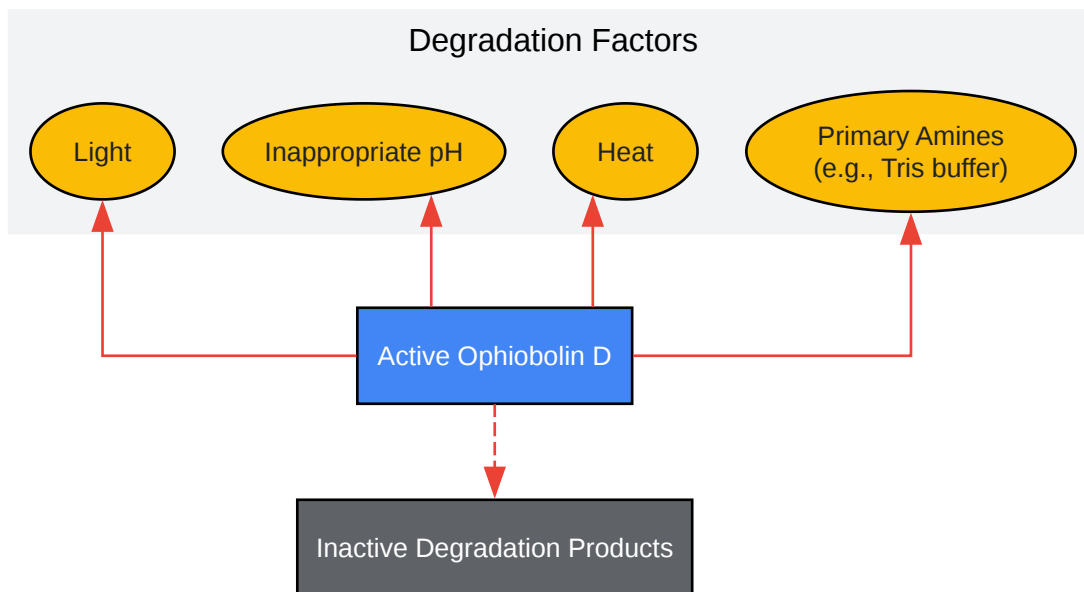 Degradation Factors
Light
Inappropriate pH
Heat
Primary Amines
(e.g., Tris buffer)
Active Ophiobolin D
Inactive Degradation Products